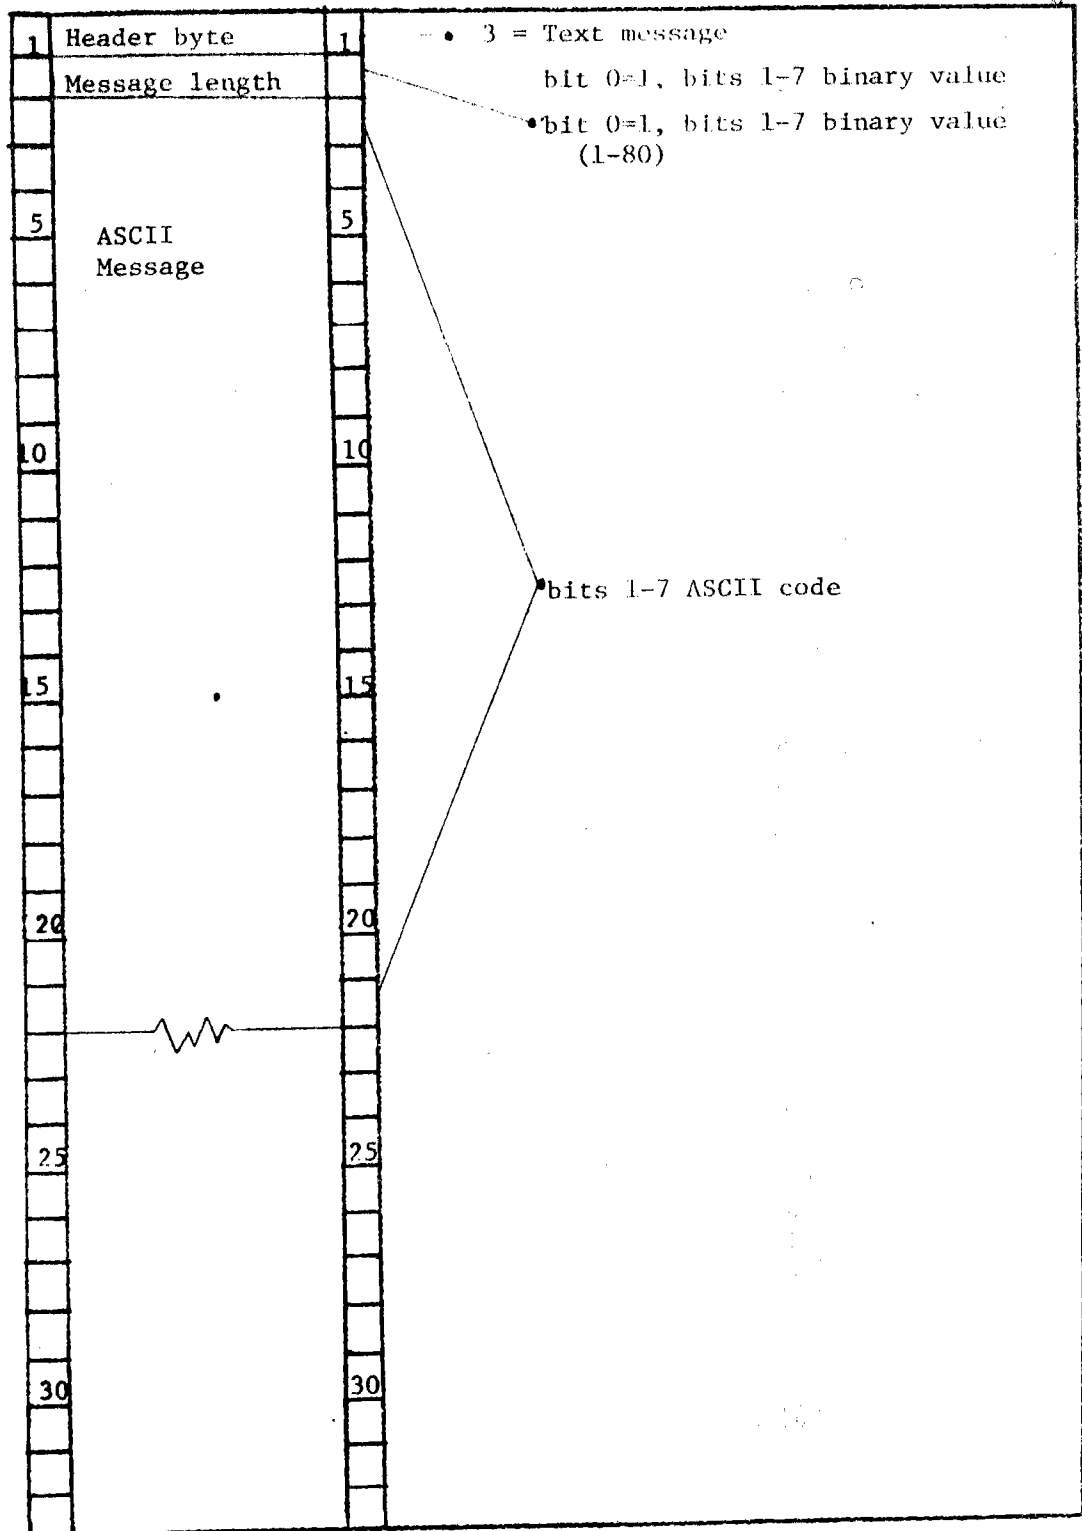 1 Header byte 1 3 = Text message
Message length bit 0=1, bits 1-7 binary value
bit 0=1, bits 1-7 binary value
(1-80)
5 5
ASCII
Message
10 10
bits 1-7 ASCII code
15 15
20 20
25 25
30 30